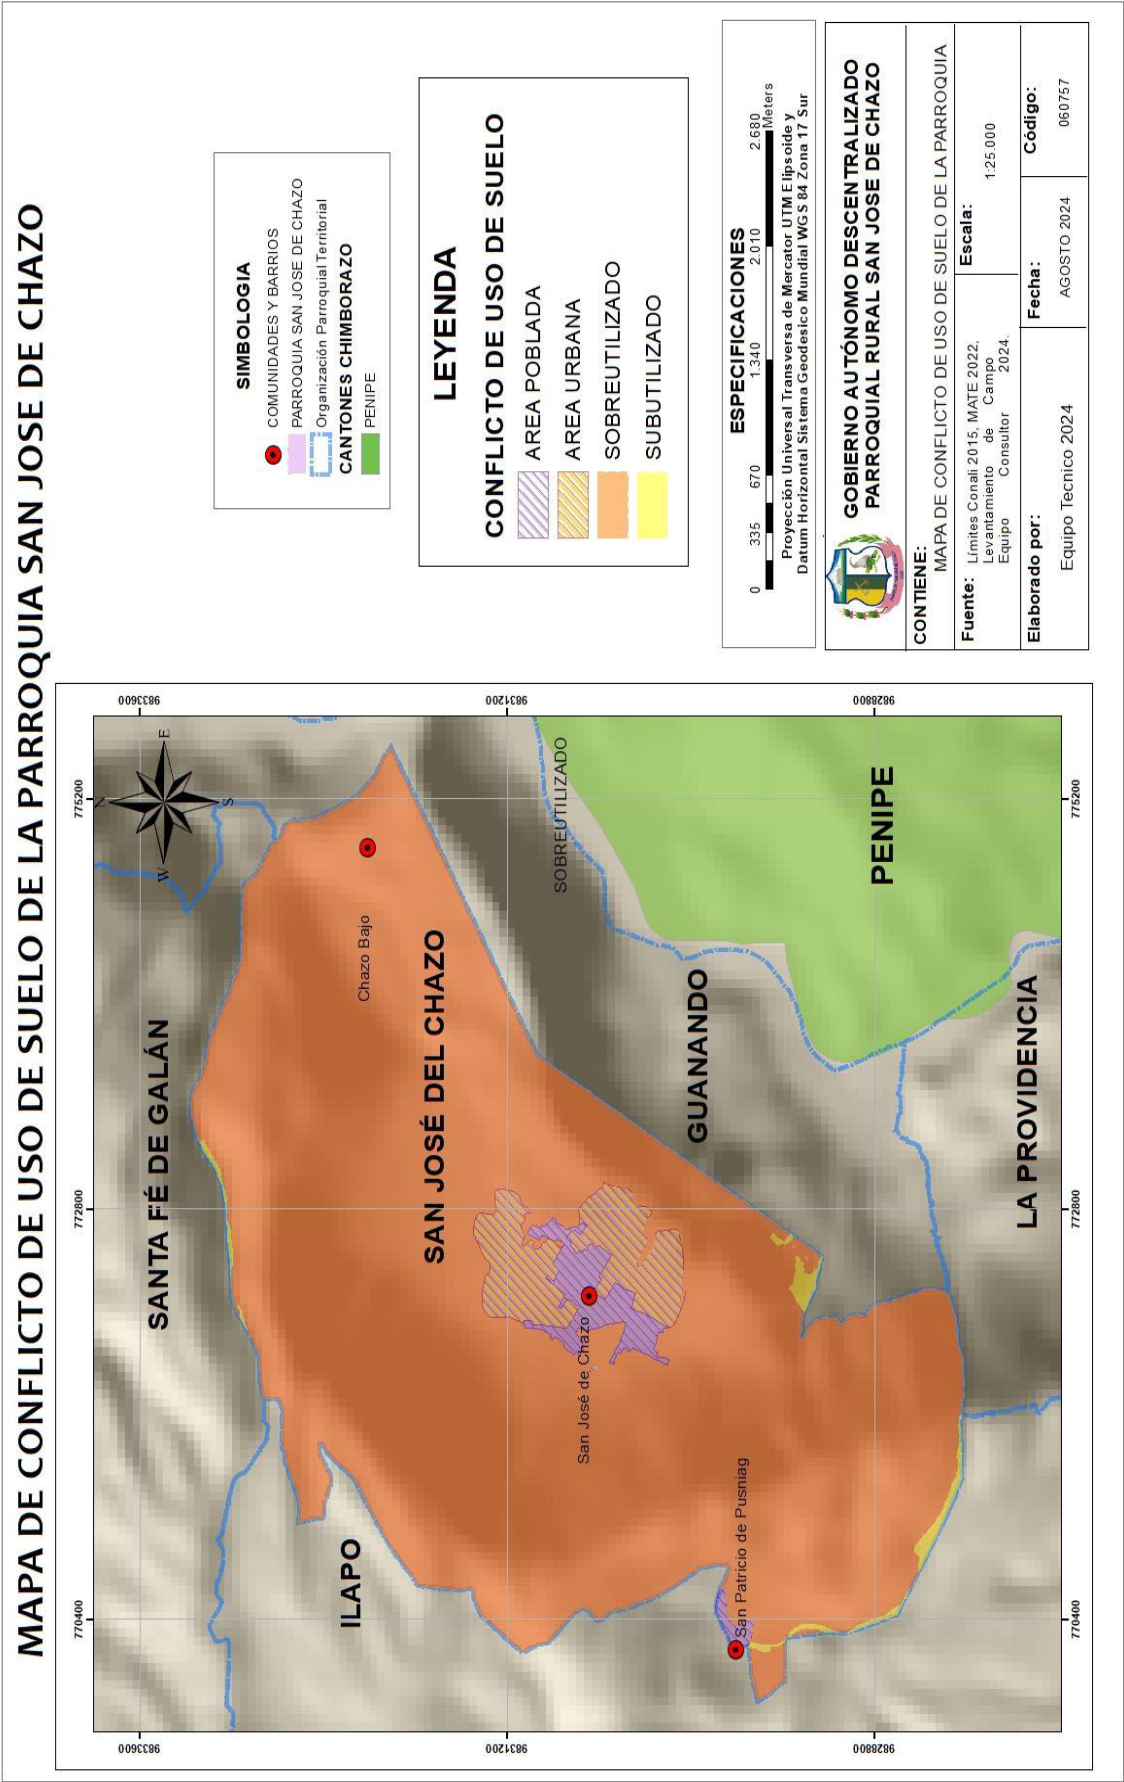 MAPA DE CONFLICTO DE USO DE SUELO DE LA PARROQUIA SAN JOSE DE CHAZO
770400
772800
775200
9833600
9831200
9828800
N
W
E
S
SANTA FÉ DE GALÁN
ILAPO
Chazo Bajo
SAN JOSÉ DEL CHAZO
SOBREUTILIZADO
San José de Chazo
GUANANDO
San Patricio de Pusniag
PENIPE
LA PROVIDENCIA
9833600
9831200
9828800
770400
772800
775200
SIMBOLOGIA
COMUNIDADES Y BARRIOS
PARROQUIA SAN JOSE DE CHAZO
Organización Parroquial Territorial
CANTONES CHIMBORAZO
PENIPE
LEYENDA
CONFLICTO DE USO DE SUELO
AREA POBLADA
AREA URBANA
SOBREUTILIZADO
SUBUTILIZADO
ESPECIFICACIONES
0 335 670 1.340 2.010 2.680
Meters
Proyección Universal Transversa de Mercator UTM Elipsoide y
Datum Horizontal Sistema Geodesico Mundial WGS 84 Zona 17 Sur
GOBIERNO AUTÓNOMO DESCENTRALIZADO
PARROQUIAL RURAL SAN JOSE DE CHAZO
CONTIENE:
MAPA DE CONFLICTO DE USO DE SUELO DE LA PARROQUIA
Fuente: Límites Conali 2015, MATE 2022,
Levantamiento de Campo
Equipo Consultor 2024.
Escala:
1:25.000
Elaborado por:
Equipo Tecnico 2024
Fecha:
AGOSTO 2024
Código:
060757